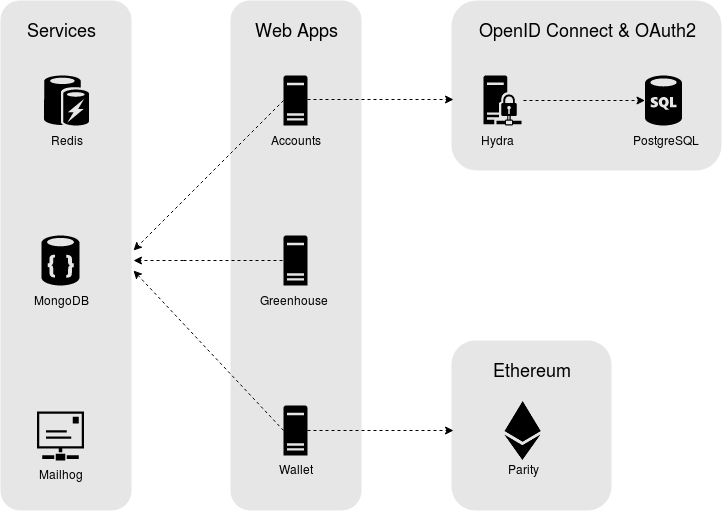 Services
Redis
MongoDB
Mailhog
Web Apps
Accounts
Greenhouse
Wallet
OpenID Connect & OAuth2
Hydra
SQL
PostgreSQL
Ethereum
Parity